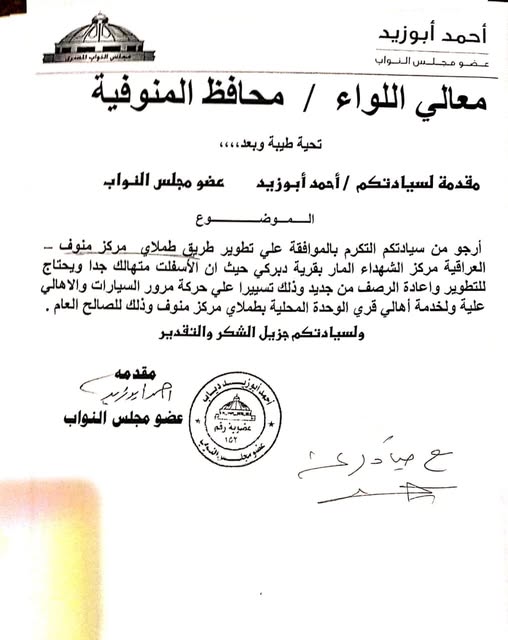 أحمد أبوزيد
عضو مجلس النواب
مجلس النواب المصري
معالي اللواء / محافظ المنوفية
تحية طيبة وبعد،،،،
مقدمة لسيادتكم / أحمد أبوزيد عضو مجلس النواب
الموضوع
أرجو من سيادتكم التكرم بالموافقة علي تطوير طريق طملاي مركز منوف –
العراقية مركز الشهداء المار بقرية دبركي حيث ان الأسفلت متهالك جدا ويحتاج
للتطوير واعادة الرصف من جديد وذلك تسييرا علي حركة مرور السيارات والاهالي
علية ولخدمة أهالي قري الوحدة المحلية بطملاي مركز منوف وذلك للصالح العام .
ولسيادتكم جزيل الشكر والتقدير
مقدمه
احمد ابوزيد
عضو مجلس النواب
أحمد أبوزيد دياب
عضوية رقم
١٥٢
عضو مجلس النواب